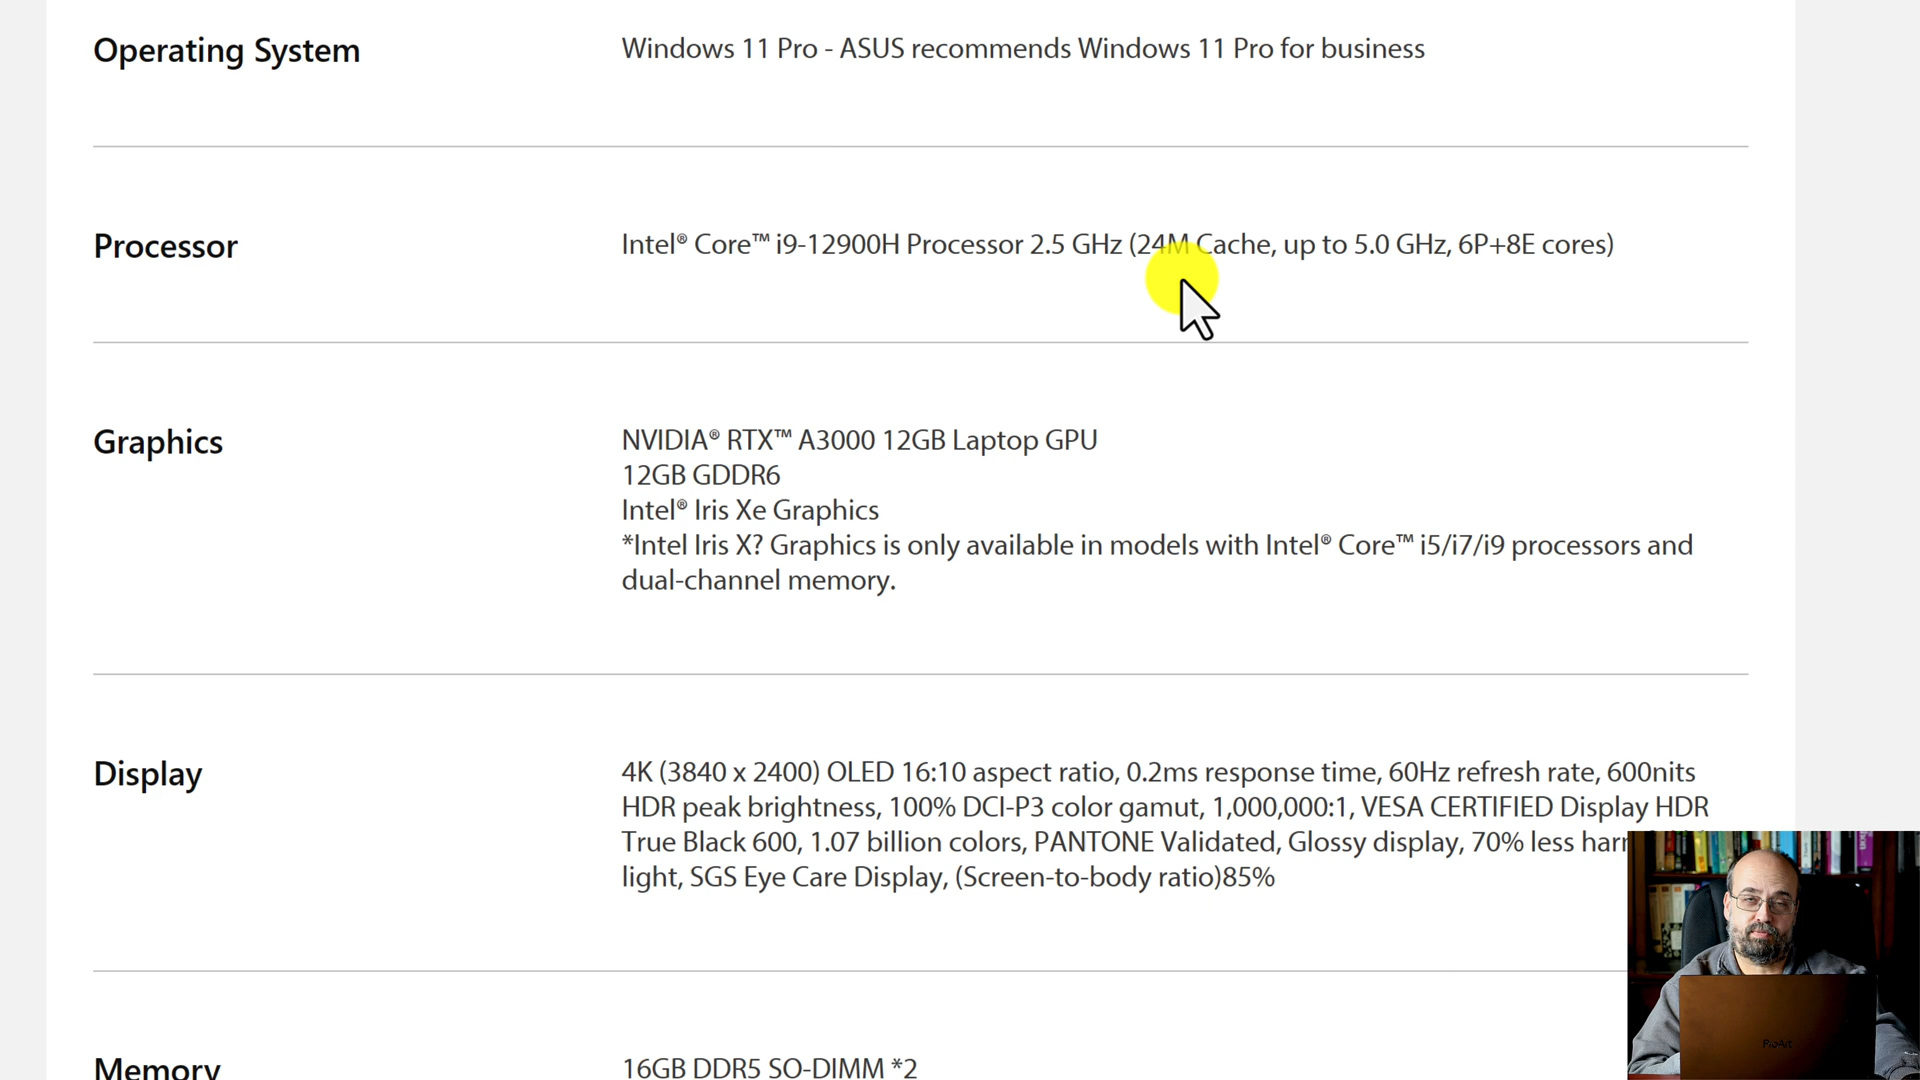 Operating System
Windows 11 Pro - ASUS recommends Windows 11 Pro for business
Processor
Intel® Core™ i9-12900H Processor 2.5 GHz (24M Cache, up to 5.0 GHz, 6P+8E cores)
Graphics
NVIDIA® RTX™ A3000 12GB Laptop GPU
12GB GDDR6
Intel® Iris Xe Graphics
*Intel Iris X? Graphics is only available in models with Intel® Core™ i5/i7/i9 processors and
dual-channel memory.
Display
4K (3840 x 2400) OLED 16:10 aspect ratio, 0.2ms response time, 60Hz refresh rate, 600nits
HDR peak brightness, 100% DCI-P3 color gamut, 1,000,000:1, VESA CERTIFIED Display HDR
True Black 600, 1.07 billion colors, PANTONE Validated, Glossy display, 70% less
light, SGS Eye Care Display, (Screen-to-body ratio)85%
Memory
16GB DDR5 SO-DIMM *2
ProArt